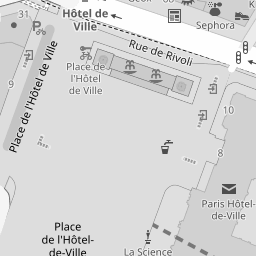 31
9
Hôtel de
Ville
Sephora
Rue de Rivoli
Place de l'Hôtel de Ville
Place de
l'Hôtel
de Ville
10
8
Paris Hôtel-
de-Ville
Place
de l'Hôtel-
de-Ville
La Science